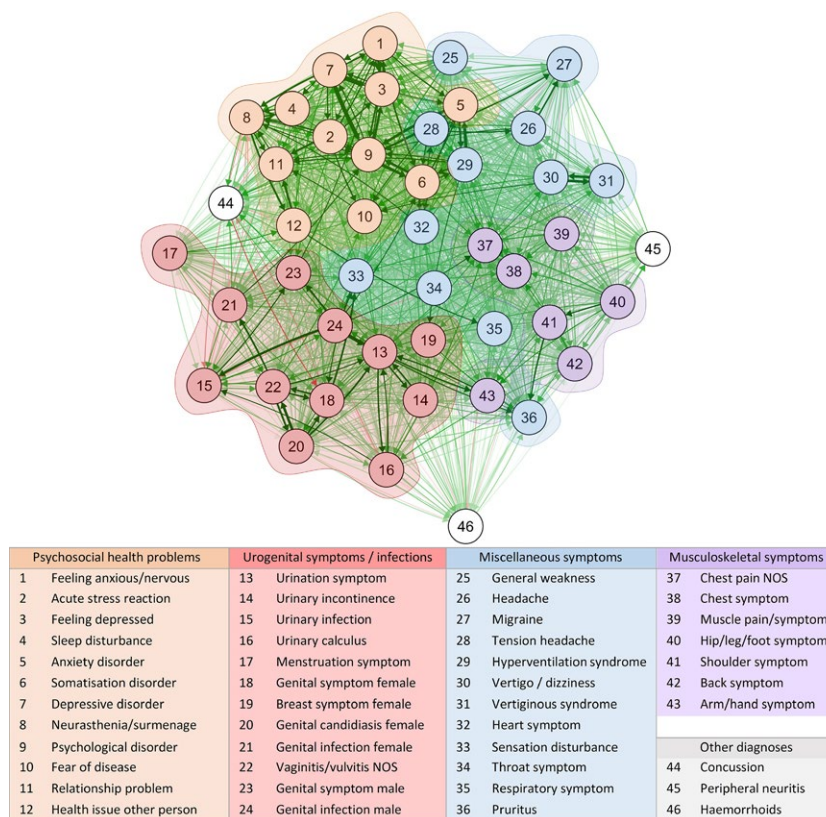 1
25
27
7
3
5
8
4
28
26
2
9
29
11
6
30
31
44
10
12
32
39
37
45
17
23
38
33
34
40
21
24
35
41
19
13
42
15
22
18
14
43
36
20
16
46
Psychosocial health problems
1 Feeling anxious/nervous
2 Acute stress reaction
3 Feeling depressed
4 Sleep disturbance
5 Anxiety disorder
6 Somatisation disorder
7 Depressive disorder
8 Neurasthenia/surmenage
9 Psychological disorder
10 Fear of disease
11 Relationship problem
12 Health issue other person
Urogenital symptoms / infections
13 Urination symptom
14 Urinary incontinence
15 Urinary infection
16 Urinary calculus
17 Menstruation symptom
18 Genital symptom female
19 Breast symptom female
20 Genital candidiasis female
21 Genital infection female
22 Vaginitis/vulvitis NOS
23 Genital symptom male
24 Genital infection male
Miscellaneous symptoms
25 General weakness
26 Headache
27 Migraine
28 Tension headache
29 Hyperventilation syndrome
30 Vertigo / dizziness
31 Vertiginous syndrome
32 Heart symptom
33 Sensation disturbance
34 Throat symptom
35 Respiratory symptom
36 Pruritus
Musculoskeletal symptoms
37 Chest pain NOS
38 Chest symptom
39 Muscle pain/symptom
40 Hip/leg/foot symptom
41 Shoulder symptom
42 Back symptom
43 Arm/hand symptom
Other diagnoses
44 Concussion
45 Peripheral neuritis
46 Haemorrhoids